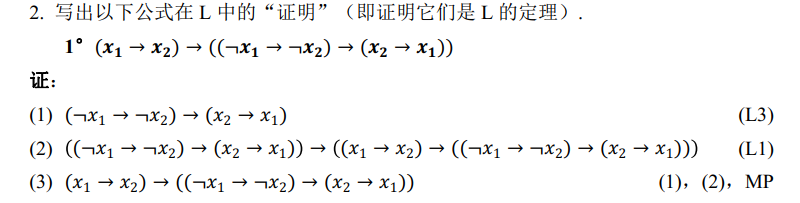 2. 写出以下公式在 L 中的“证明”（即证明它们是 L 的定理）.
1° (x₁ → x₂) → ((¬x₁ → ¬x₂) → (x₂ → x₁))
证：
(1) (¬x₁ → ¬x₂) → (x₂ → x₁) (L3)
(2) ((¬x₁ → ¬x₂) → (x₂ → x₁)) → ((x₁ → x₂) → ((¬x₁ → ¬x₂) → (x₂ → x₁))) (L1)
(3) (x₁ → x₂) → ((¬x₁ → ¬x₂) → (x₂ → x₁)) (1)，(2)，MP